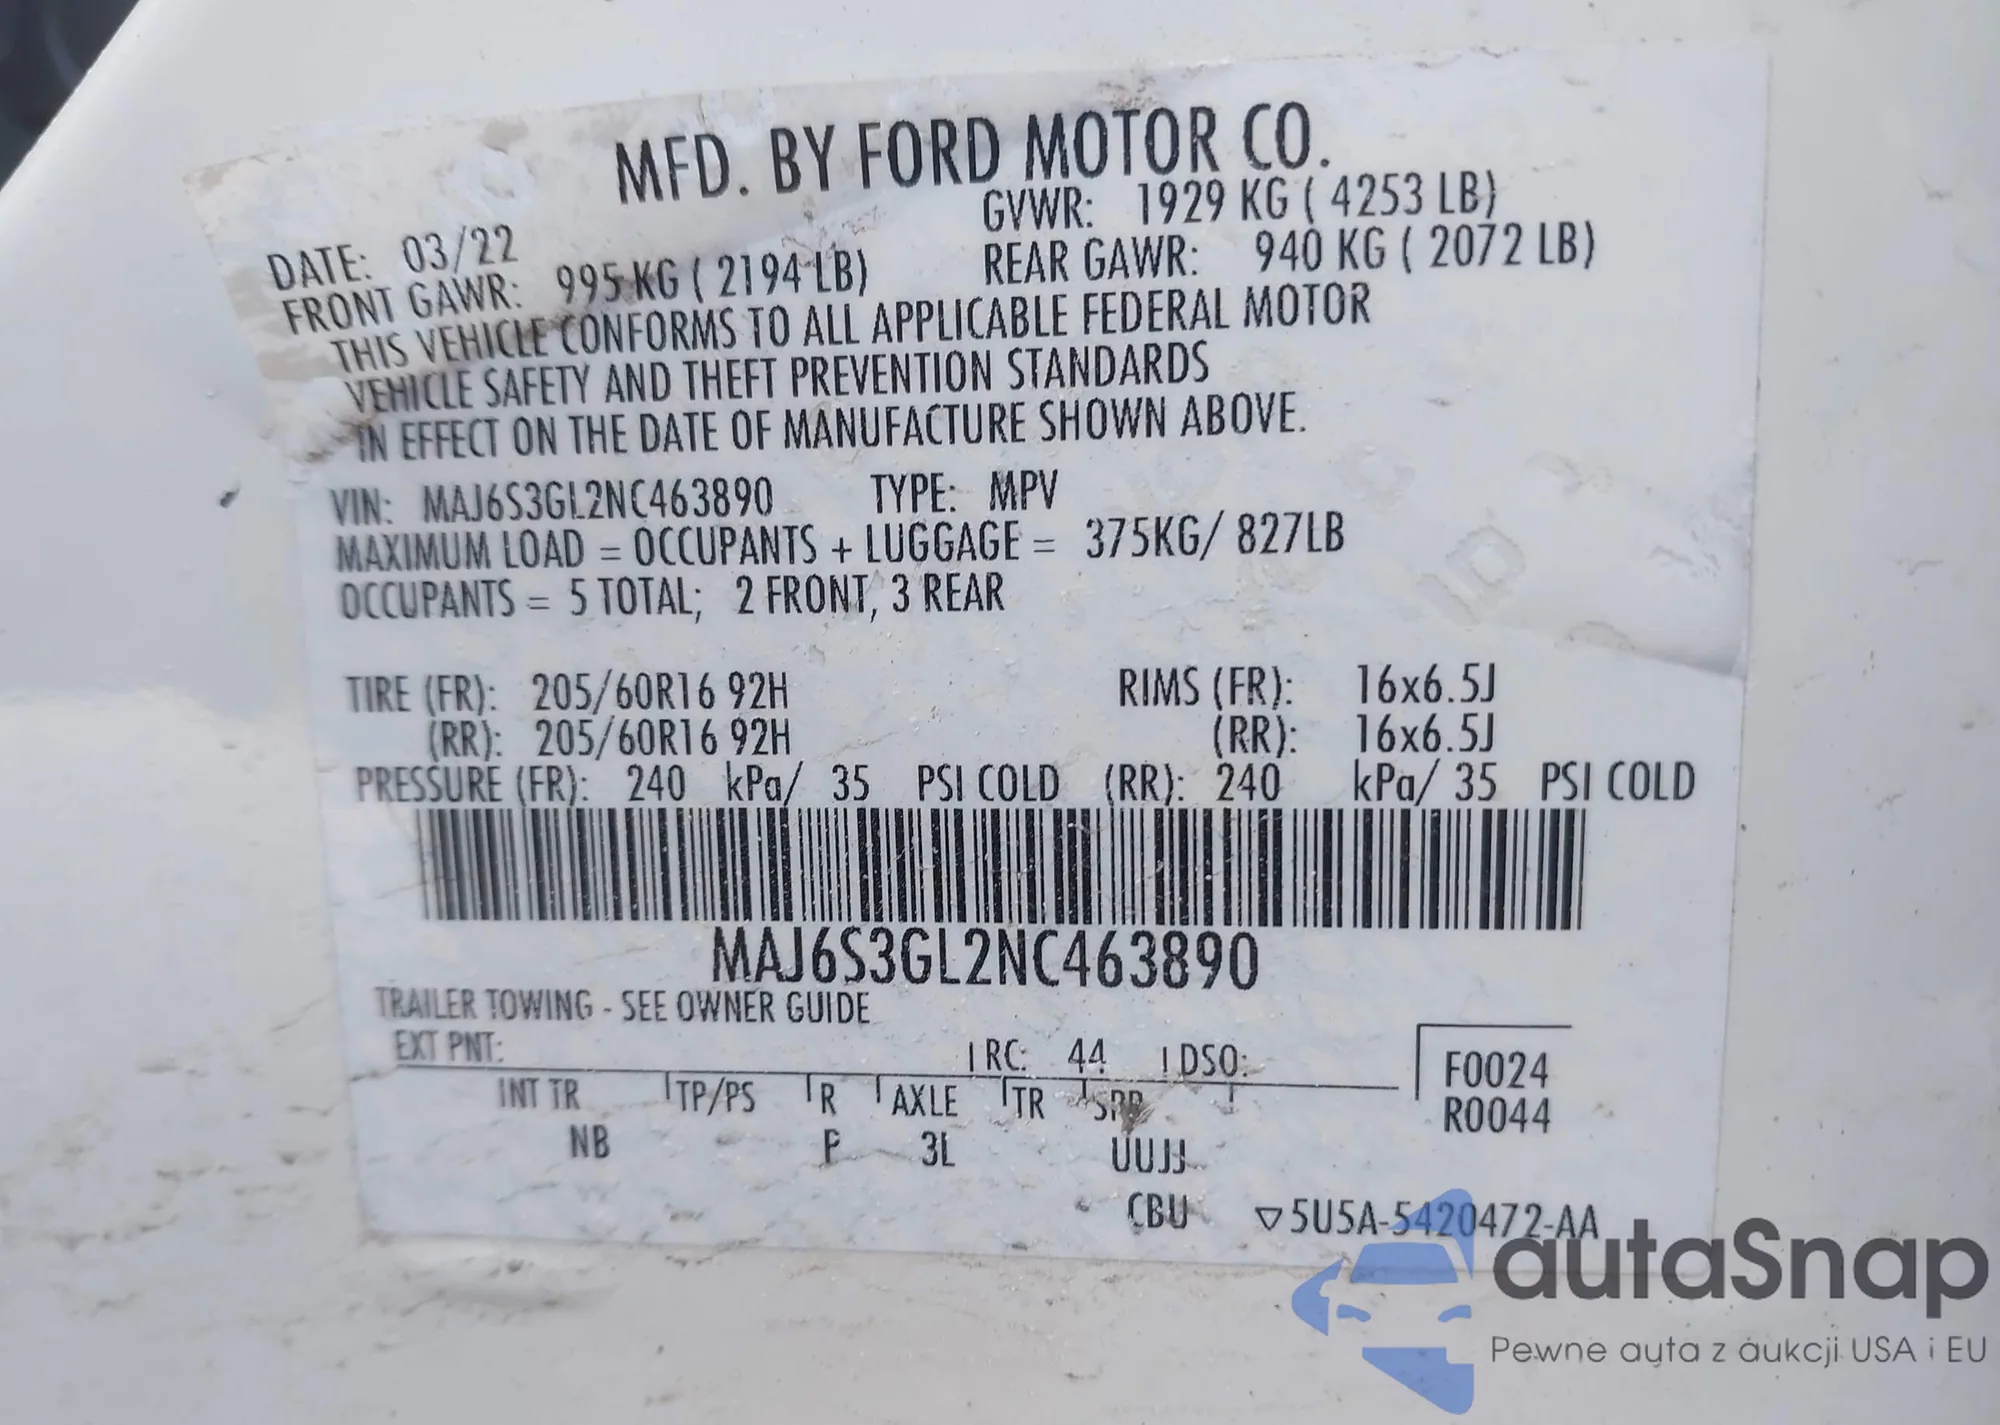 MFD. BY FORD MOTOR CO.
DATE: 03/22 GVWR: 1929 KG ( 4253 LB)
FRONT GAWR: 995 KG ( 2194 LB) REAR GAWR: 940 KG ( 2072 LB)
THIS VEHICLE CONFORMS TO ALL APPLICABLE FEDERAL MOTOR
VEHICLE SAFETY AND THEFT PREVENTION STANDARDS
IN EFFECT ON THE DATE OF MANUFACTURE SHOWN ABOVE.
VIN: MAJ6S3GL2NC463890 TYPE: MPV
MAXIMUM LOAD = OCCUPANTS + LUGGAGE = 375KG/ 827LB
OCCUPANTS = 5 TOTAL; 2 FRONT, 3 REAR
TIRE (FR): 205/60R16 92H RIMS (FR): 16x6.5J
(RR): 205/60R16 92H (RR): 16x6.5J
PRESSURE (FR): 240 kPa/ 35 PSI COLD (RR): 240 kPa/ 35 PSI COLD
MAJ6S3GL2NC463890
TRAILER TOWING - SEE OWNER GUIDE
EXT PNT: RC: 44 DSO:
F0024
R0044
INT TR TP/PS R AXLE TR SPR
NB P 3L UUJJ
CBU ▽5U5A-5420472-AA
autaSnap
Pewne auta z aukcji USA i EU